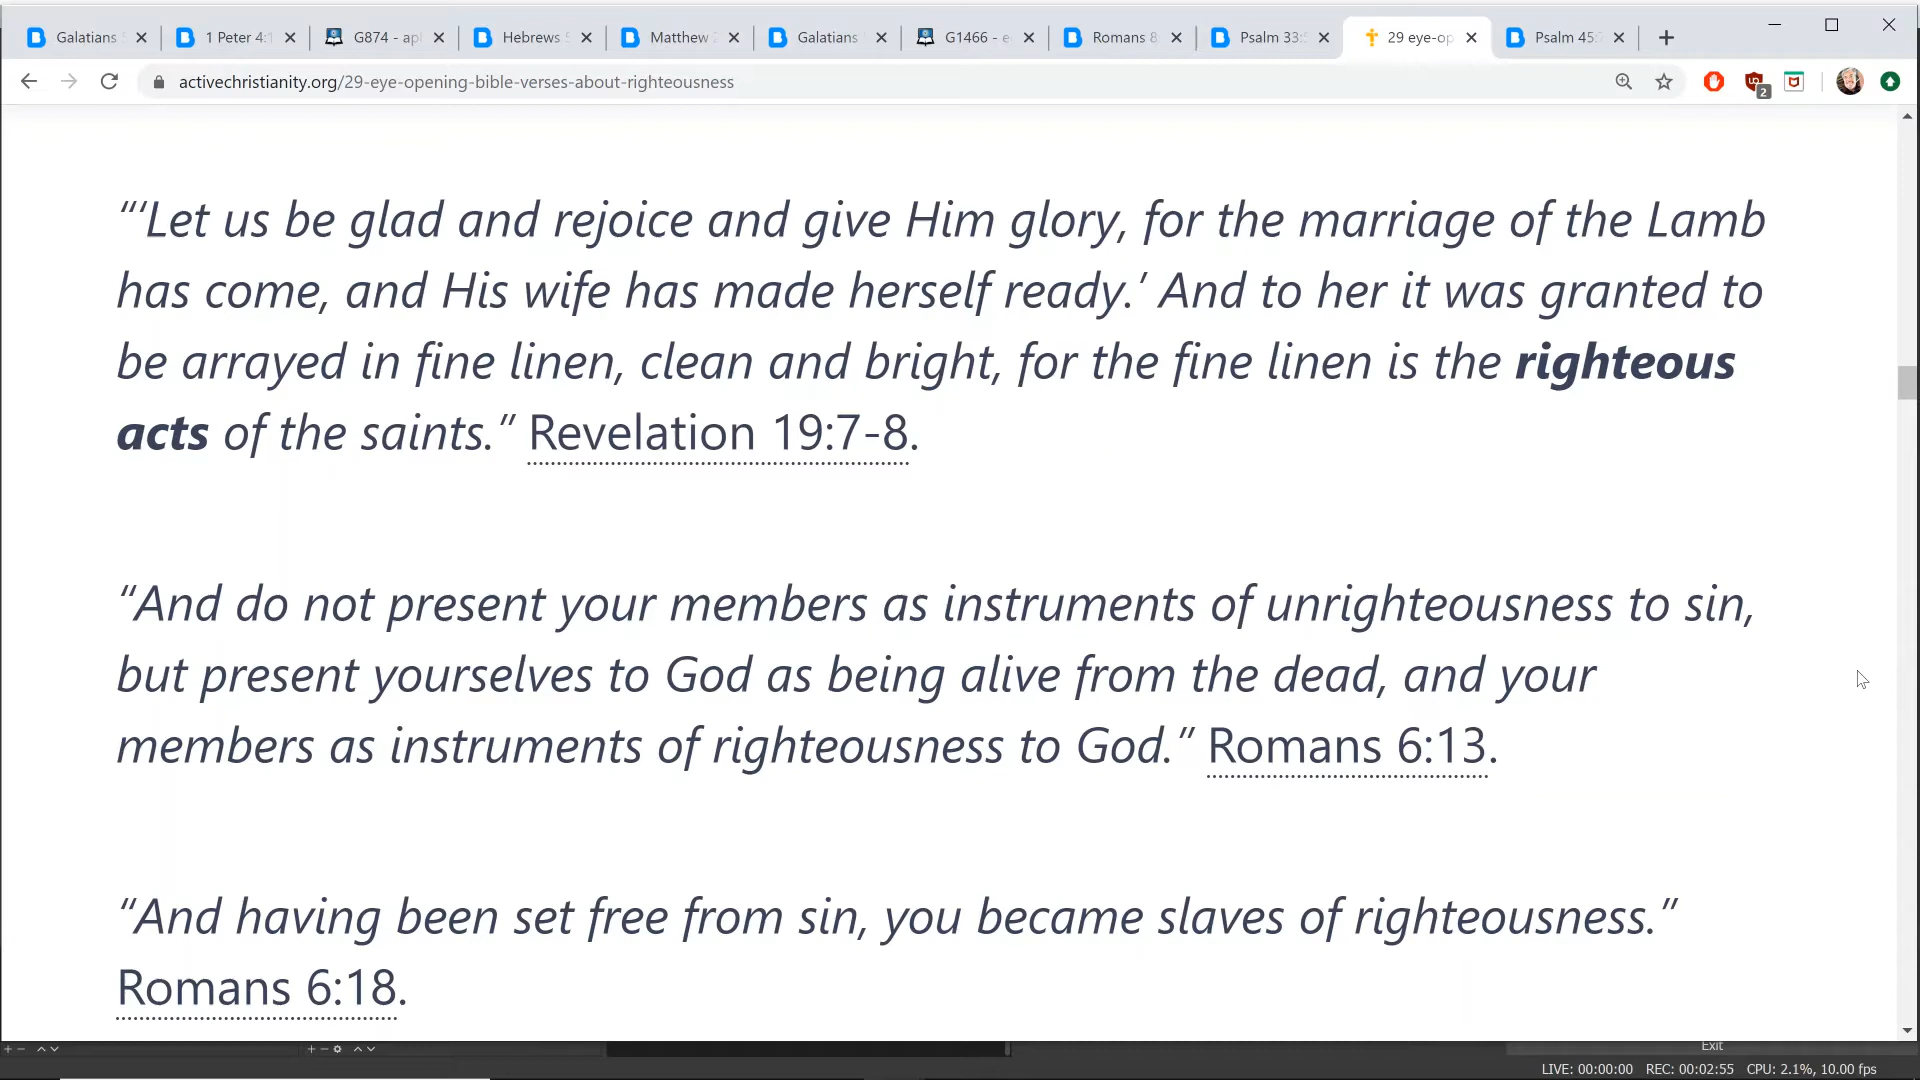 Galatians 5 1 Peter 4:1 G874 - ap Hebrews 5 Matthew 2 Galatians G1466 - e Romans 8 Psalm 33:5 29 eye-op Psalm 45:7
activechristianity.org/29-eye-opening-bible-verses-about-righteousness
2
“‘Let us be glad and rejoice and give Him glory, for the marriage of the Lamb
has come, and His wife has made herself ready.’ And to her it was granted to
be arrayed in fine linen, clean and bright, for the fine linen is the righteous
acts of the saints.” Revelation 19:7-8.
“And do not present your members as instruments of unrighteousness to sin,
but present yourselves to God as being alive from the dead, and your
members as instruments of righteousness to God.” Romans 6:13.
“And having been set free from sin, you became slaves of righteousness.”
Romans 6:18.
Exit
LIVE: 00:00:00 REC: 00:02:55 CPU: 2.1%, 10.00 fps